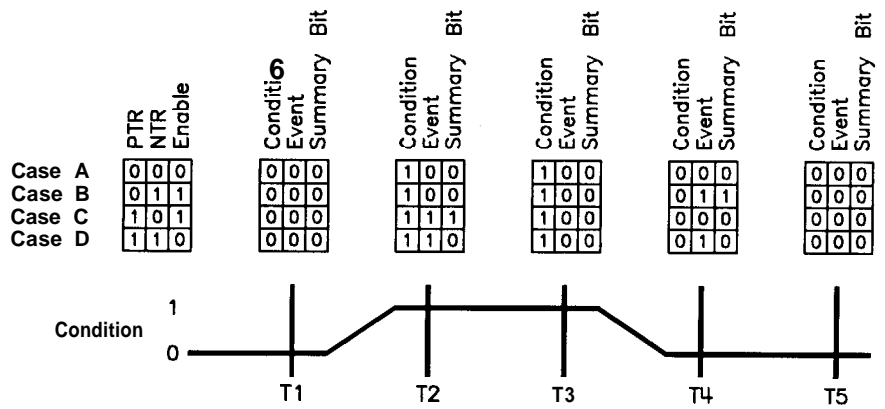 PTR NTR Enable Conditi6 Event Summary Bit Condition Event Summary Bit Condition Event Summary Bit Condition Event Summary Bit Condition Event Summary Bit
Case A 0 0 0 0 0 0 1 0 0 1 0 0 0 0 0 0 0 0
Case B 0 1 1 0 0 0 1 0 0 1 0 0 0 1 1 0 0 0
Case C 1 0 1 0 0 0 1 1 1 1 0 0 0 0 0 0 0 0
Case D 1 1 0 0 0 0 1 1 0 1 0 0 0 1 0 0 0 0
1
Condition
0
T1 T2 T3 T4 T5